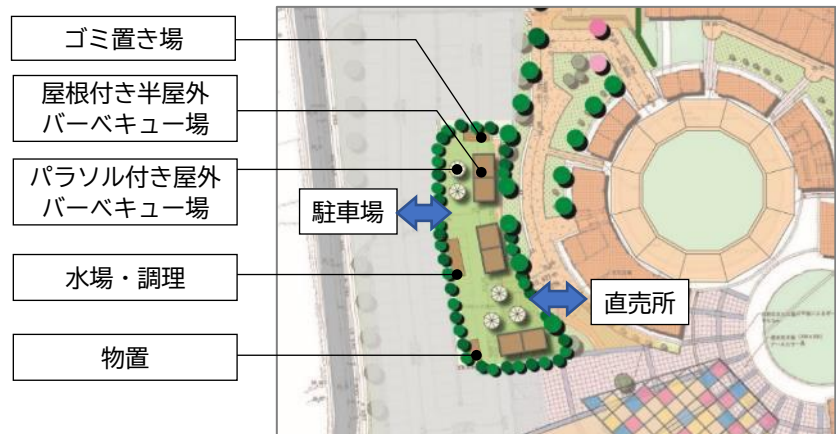 ゴミ置き場
屋根付き半屋外
バーベキュー場
パラソル付き屋外
バーベキュー場
水場・調理
物置
駐車場
直売所